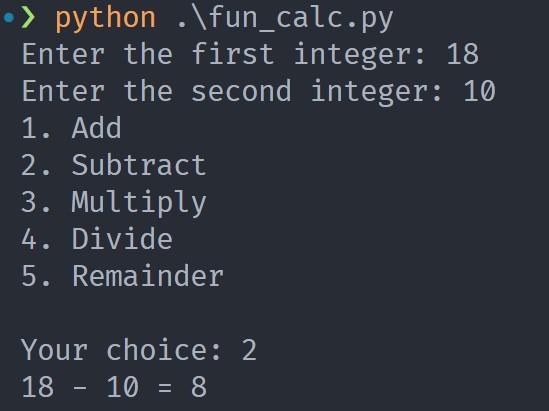 ❯ python .\fun_calc.py
Enter the first integer: 18
Enter the second integer: 10
1. Add
2. Subtract
3. Multiply
4. Divide
5. Remainder
Your choice: 2
18 - 10 = 8